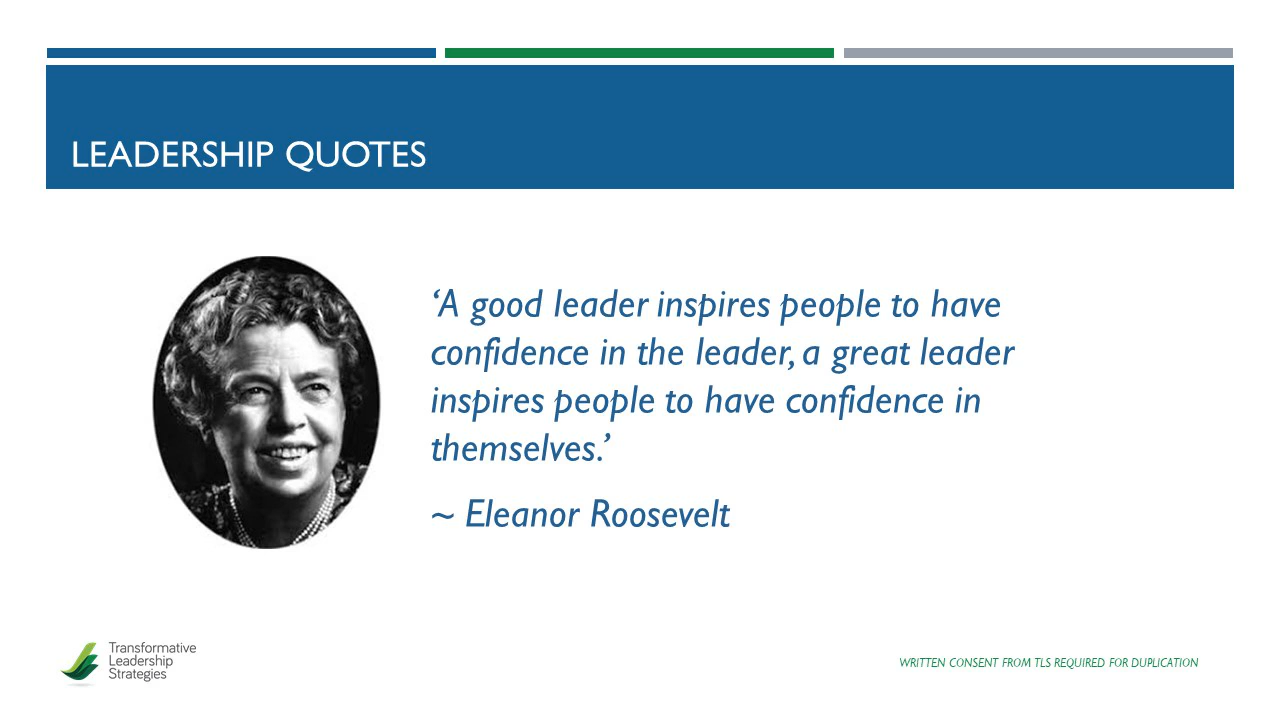 LEADERSHIP QUOTES
‘A good leader inspires people to have
confidence in the leader, a great leader
inspires people to have confidence in
themselves.’
~ Eleanor Roosevelt
Transformative
Leadership
Strategies
WRITTEN CONSENT FROM TLS REQUIRED FOR DUPLICATION